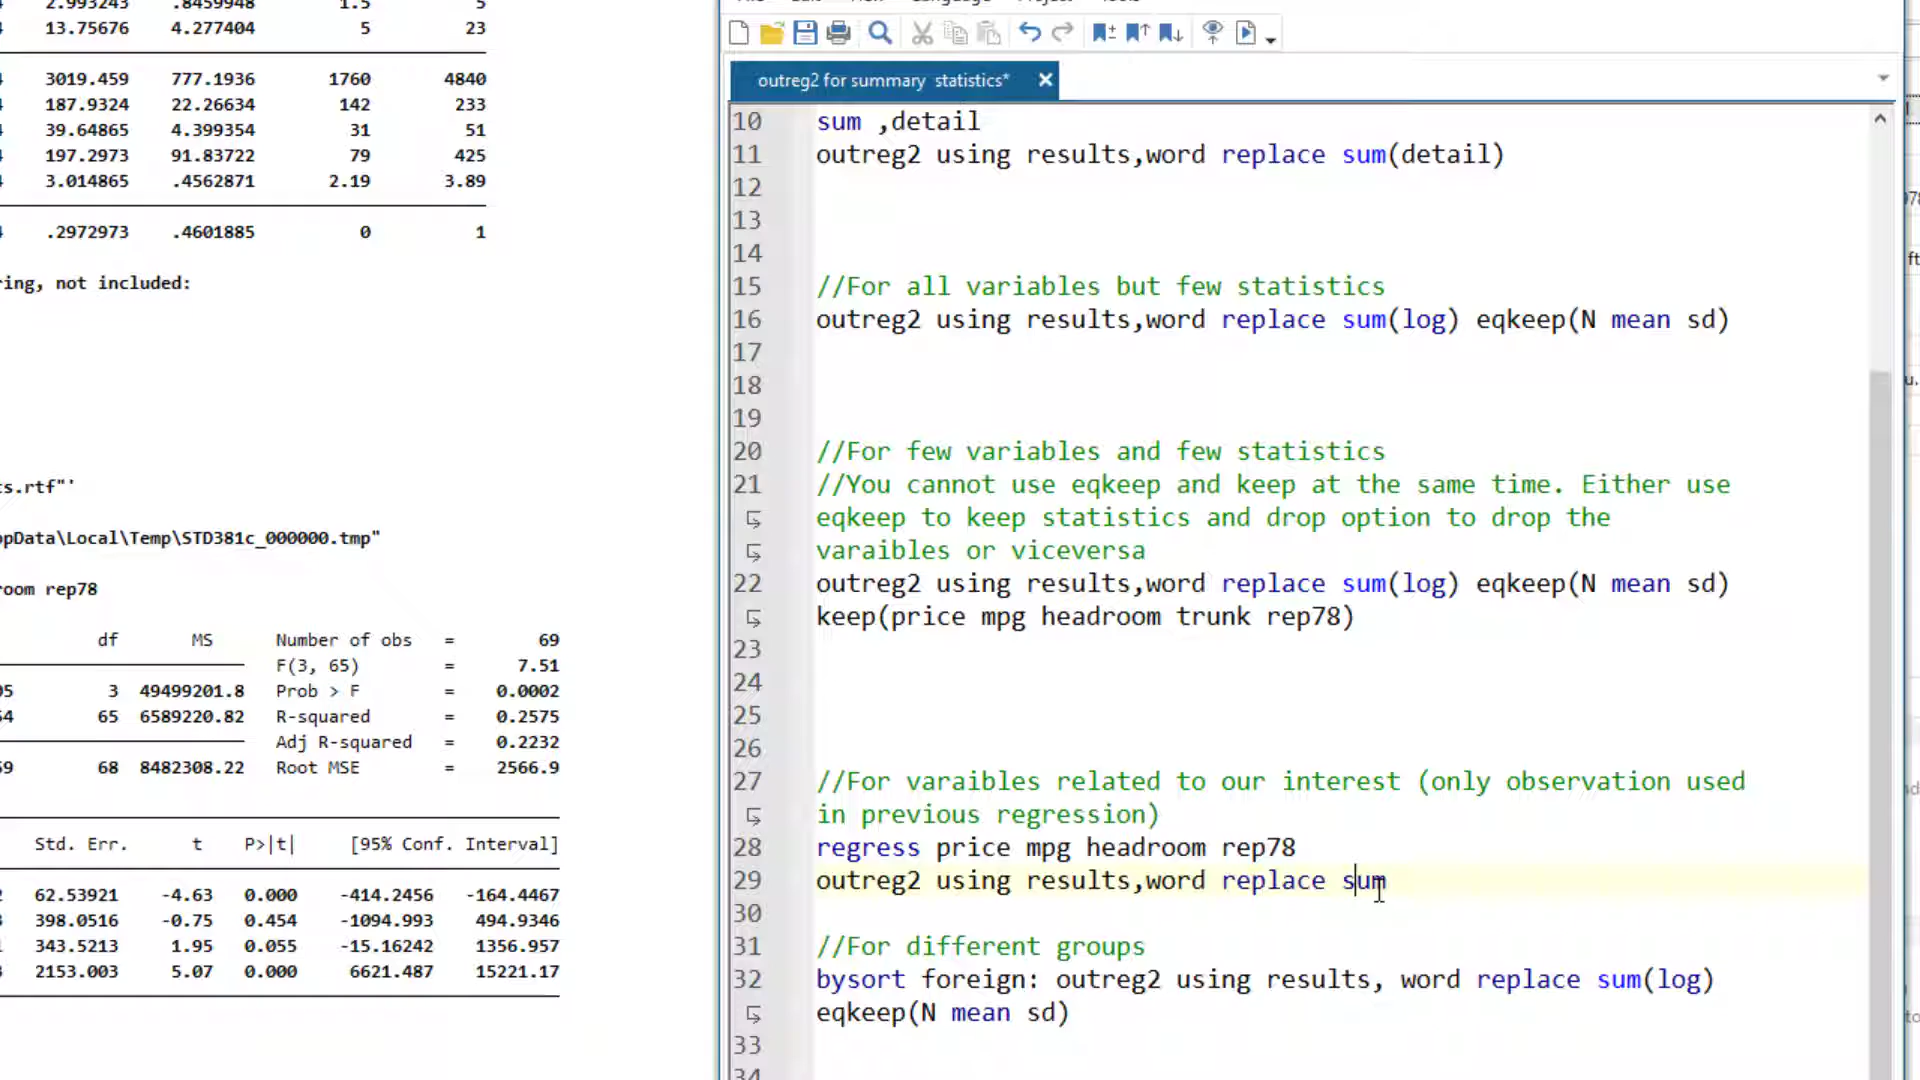 2.993243 .8459948 1.5 5
13.75676 4.277404 5 23
3019.459 777.1936 1760 4840
187.9324 22.26634 142 233
39.64865 4.399354 31 51
197.2973 91.83722 79 425
3.014865 .4562871 2.19 3.89
.2972973 .4601885 0 1
ring, not included:
ts.rtf"'
ppData\Local\Temp\STD381c_000000.tmp"
room rep78
df MS Number of obs = 69
F(3, 65) = 7.51
3 49499201.8 Prob > F = 0.0002
65 6589220.82 R-squared = 0.2575
Adj R-squared = 0.2232
68 8482308.22 Root MSE = 2566.9
Std. Err. t P>|t| [95% Conf. Interval]
62.53921 -4.63 0.000 -414.2456 -164.4467
398.0516 -0.75 0.454 -1094.993 494.9346
343.5213 1.95 0.055 -15.16242 1356.957
2153.003 5.07 0.000 6621.487 15221.17
outreg2 for summary statistics*
10 sum ,detail
11 outreg2 using results,word replace sum(detail)
12
13
14
15 //For all variables but few statistics
16 outreg2 using results,word replace sum(log) eqkeep(N mean sd)
17
18
19
20 //For few variables and few statistics
21 //You cannot use eqkeep and keep at the same time. Either use
eqkeep to keep statistics and drop option to drop the
varaibles or viceversa
22 outreg2 using results,word replace sum(log) eqkeep(N mean sd)
keep(price mpg headroom trunk rep78)
23
24
25
26
27 //For varaibles related to our interest (only observation used
in previous regression)
28 regress price mpg headroom rep78
29 outreg2 using results,word replace sum
30
31 //For different groups
32 bysort foreign: outreg2 using results, word replace sum(log)
eqkeep(N mean sd)
33
34